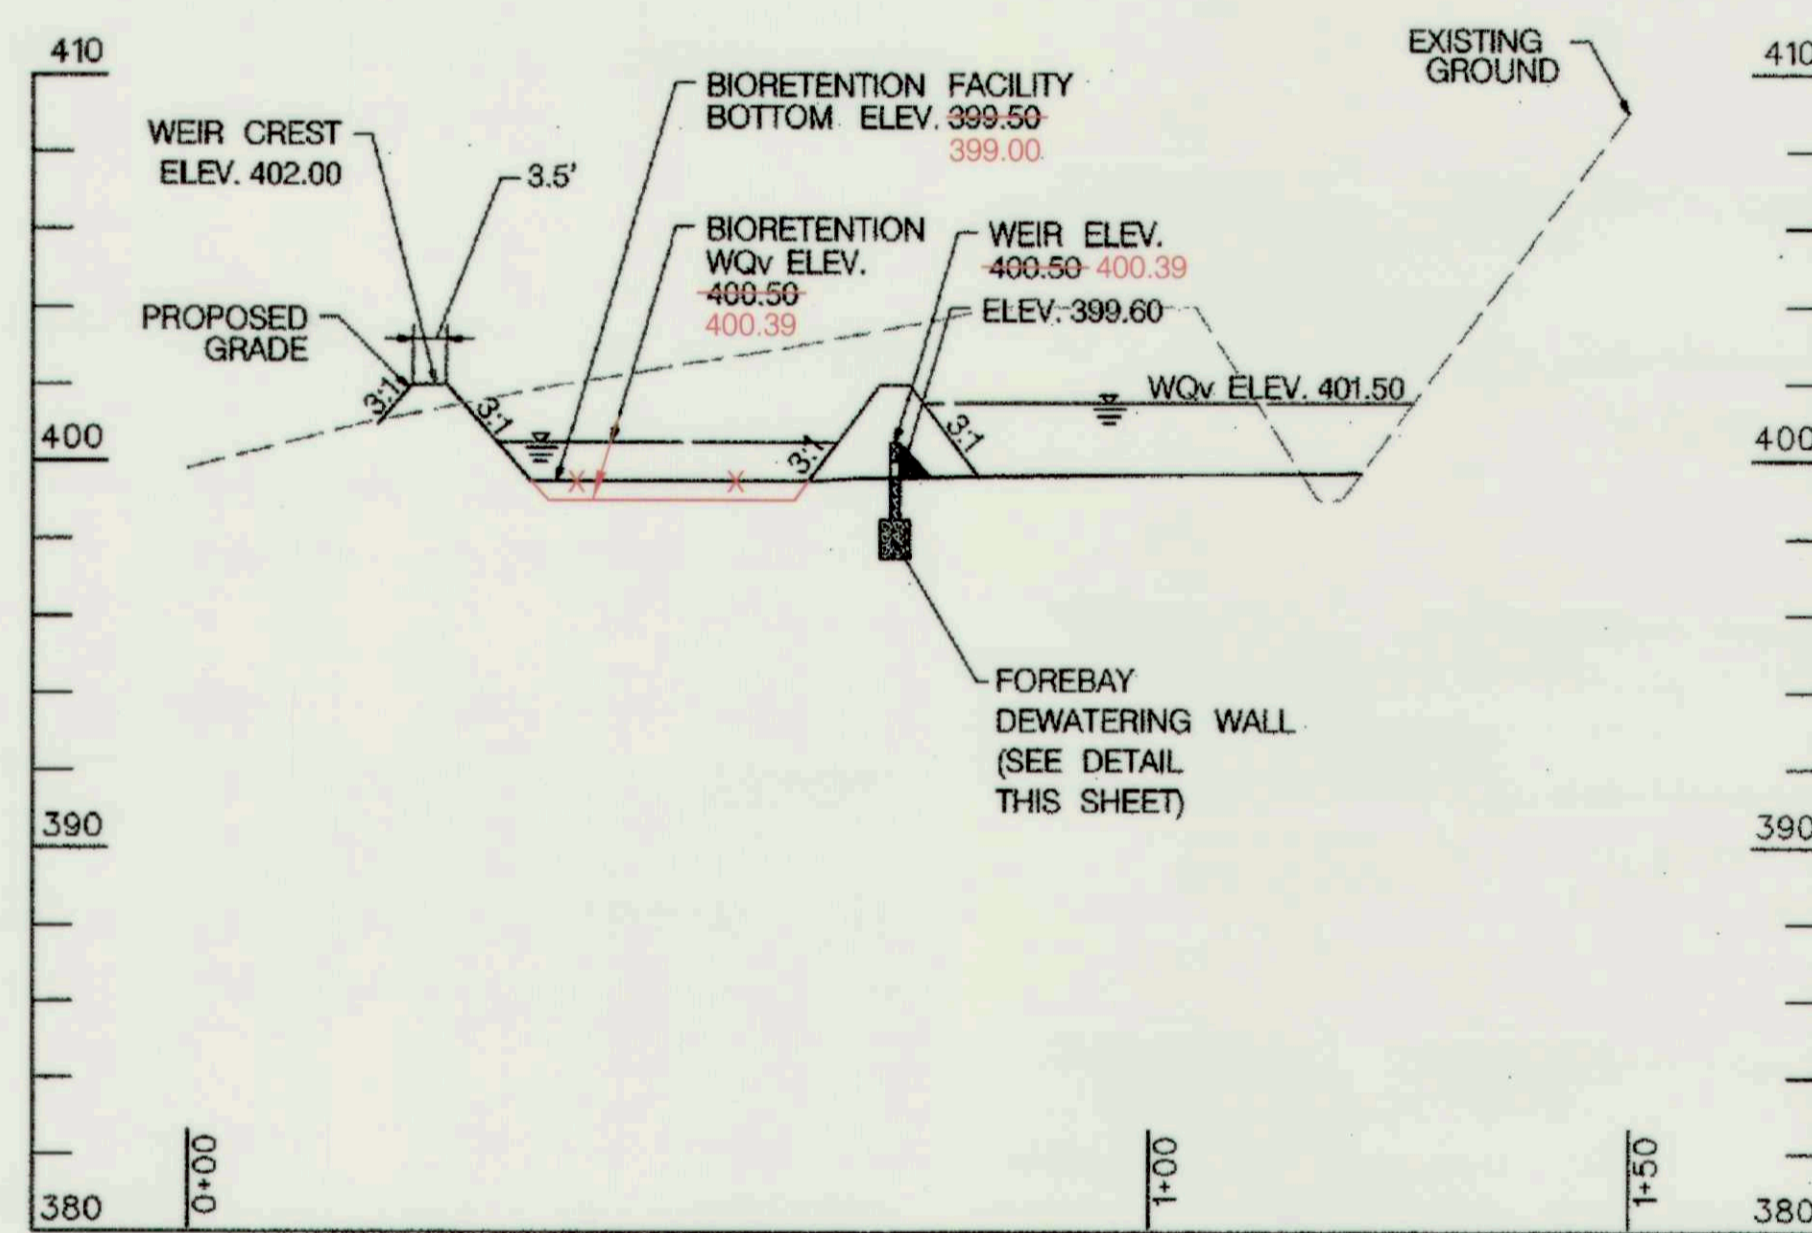 410
EXISTING
GROUND
410
BIORETENTION FACILITY
BOTTOM ELEV. 399.50
399.00
WEIR CREST
ELEV. 402.00
3.5'
BIORETENTION
WQv ELEV.
400.50
400.39
WEIR ELEV.
400.50 400.39
ELEV. 399.60
PROPOSED
GRADE
3:1
3:1
3:1
3:1
WQv ELEV. 401.50
400
400
FOREBAY
DEWATERING WALL
(SEE DETAIL
THIS SHEET)
390
390
380
0+00
1+00
1+50
380